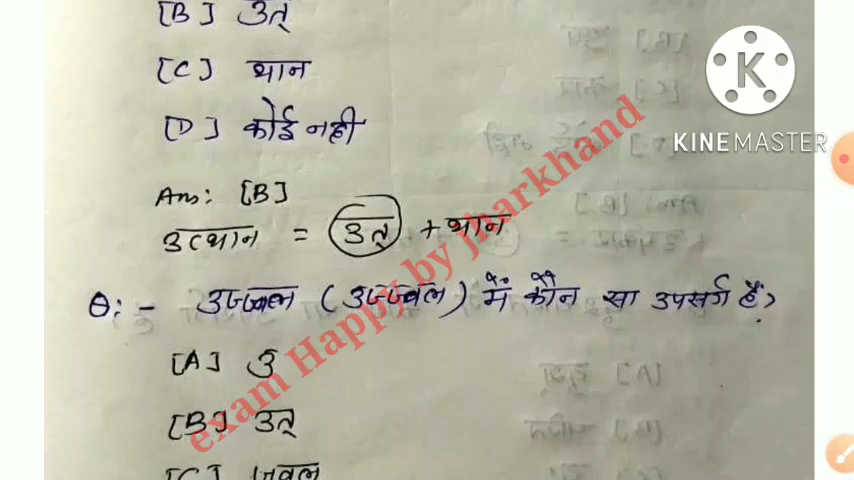 [B] उत्
[C] थान
[D] कोई नही
Ans: [B]
उत्थान = उत् + थान
Q:- उज्ज्वल (उज्ज्वल) में कौन सा उपसर्ग हैं?
[A] उ
[B] उत्
[C] ज्वल
exam Happy by jharkhand
K
KINEMASTER